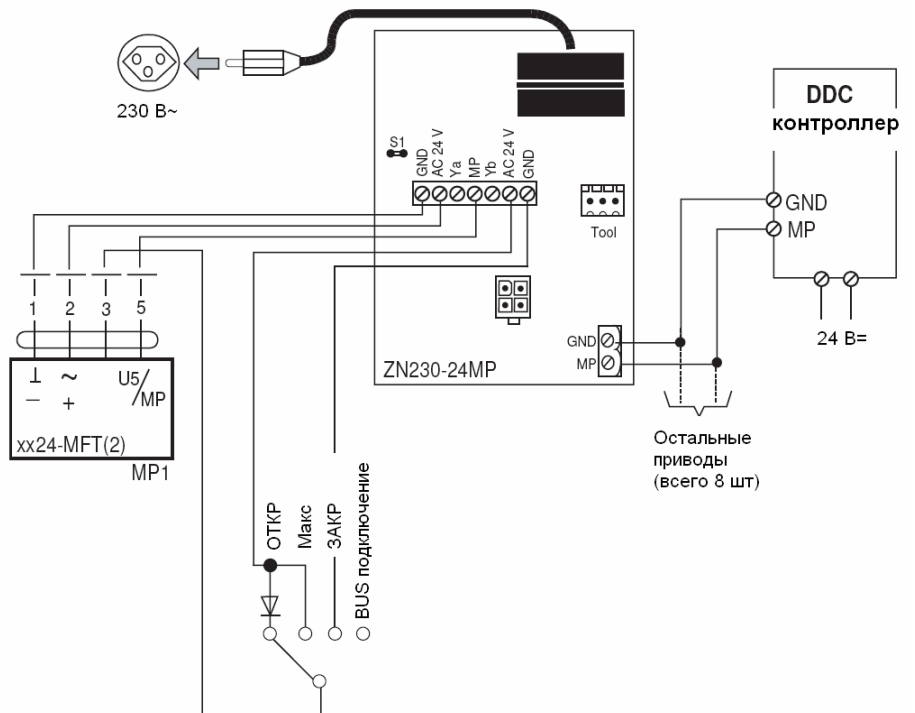 230 В~
S1
GND
AC 24 V
Ya
MP
Yb
AC 24 V
GND
Tool
DDC
контроллер
GND
MP
24 В=
GND
MP
ZN230-24MP
Остальные
приводы
(всего 8 шт)
1 2 3 5
⊥ ~ U5/MP
– +
xx24-MFT(2)
MP1
ОТКР
Макс
ЗАКР
BUS подключение